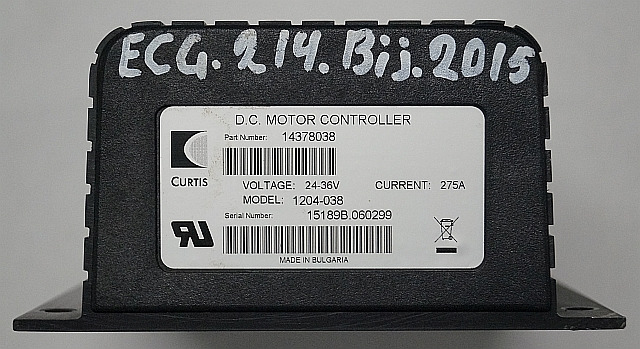 ECG.214.Bij.2015
D.C. MOTOR CONTROLLER
Part Number: 14378038
CURTIS
VOLTAGE: 24-36V CURRENT: 275A
MODEL: 1204-038
Serial Number: 15189B.060299
RU
MADE IN BULGARIA